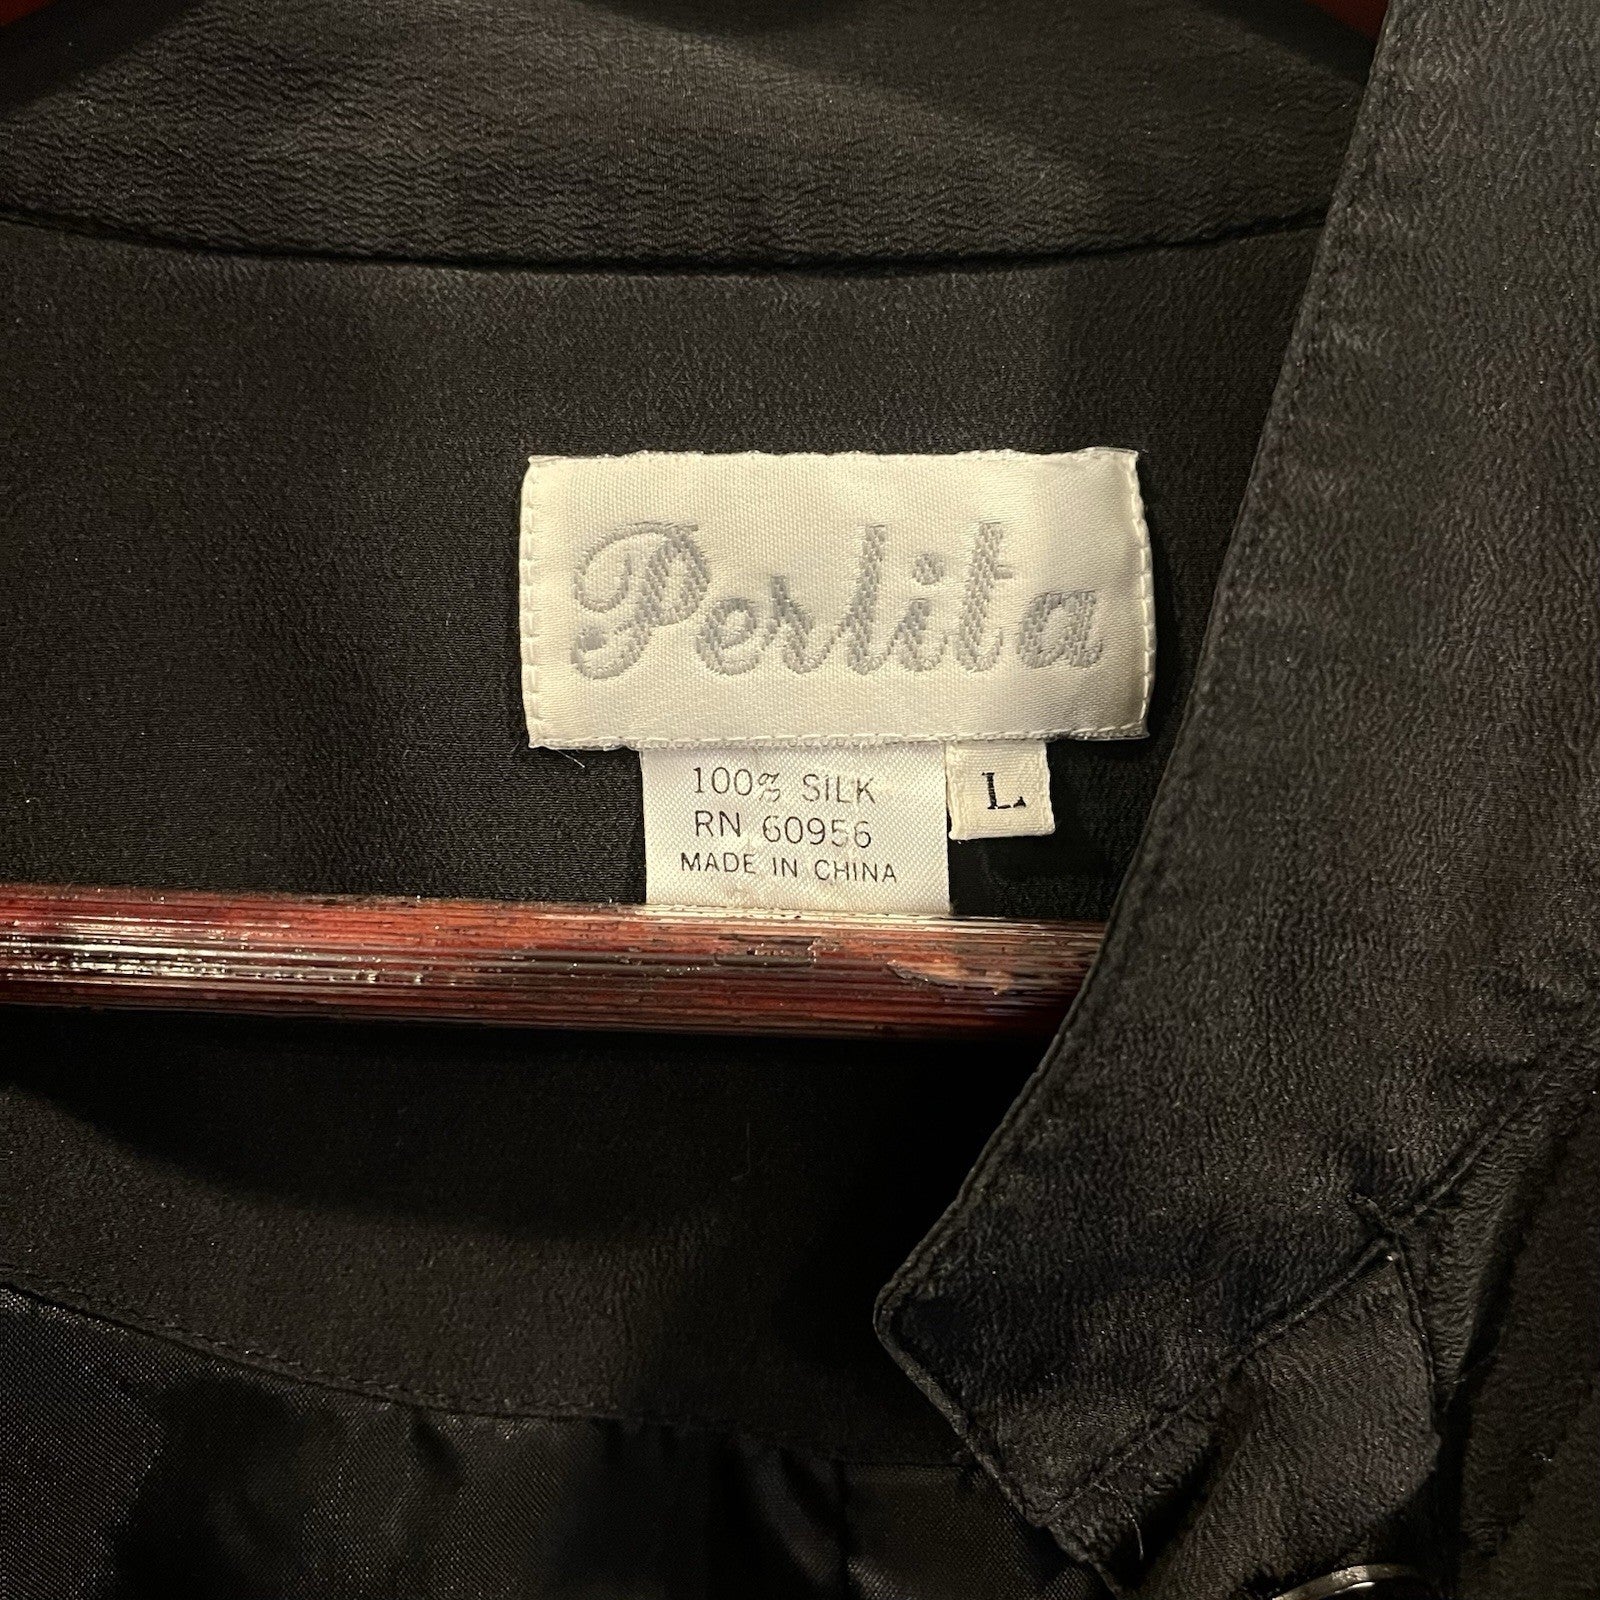 Perlita
100% SILK
RN 60956
MADE IN CHINA
L